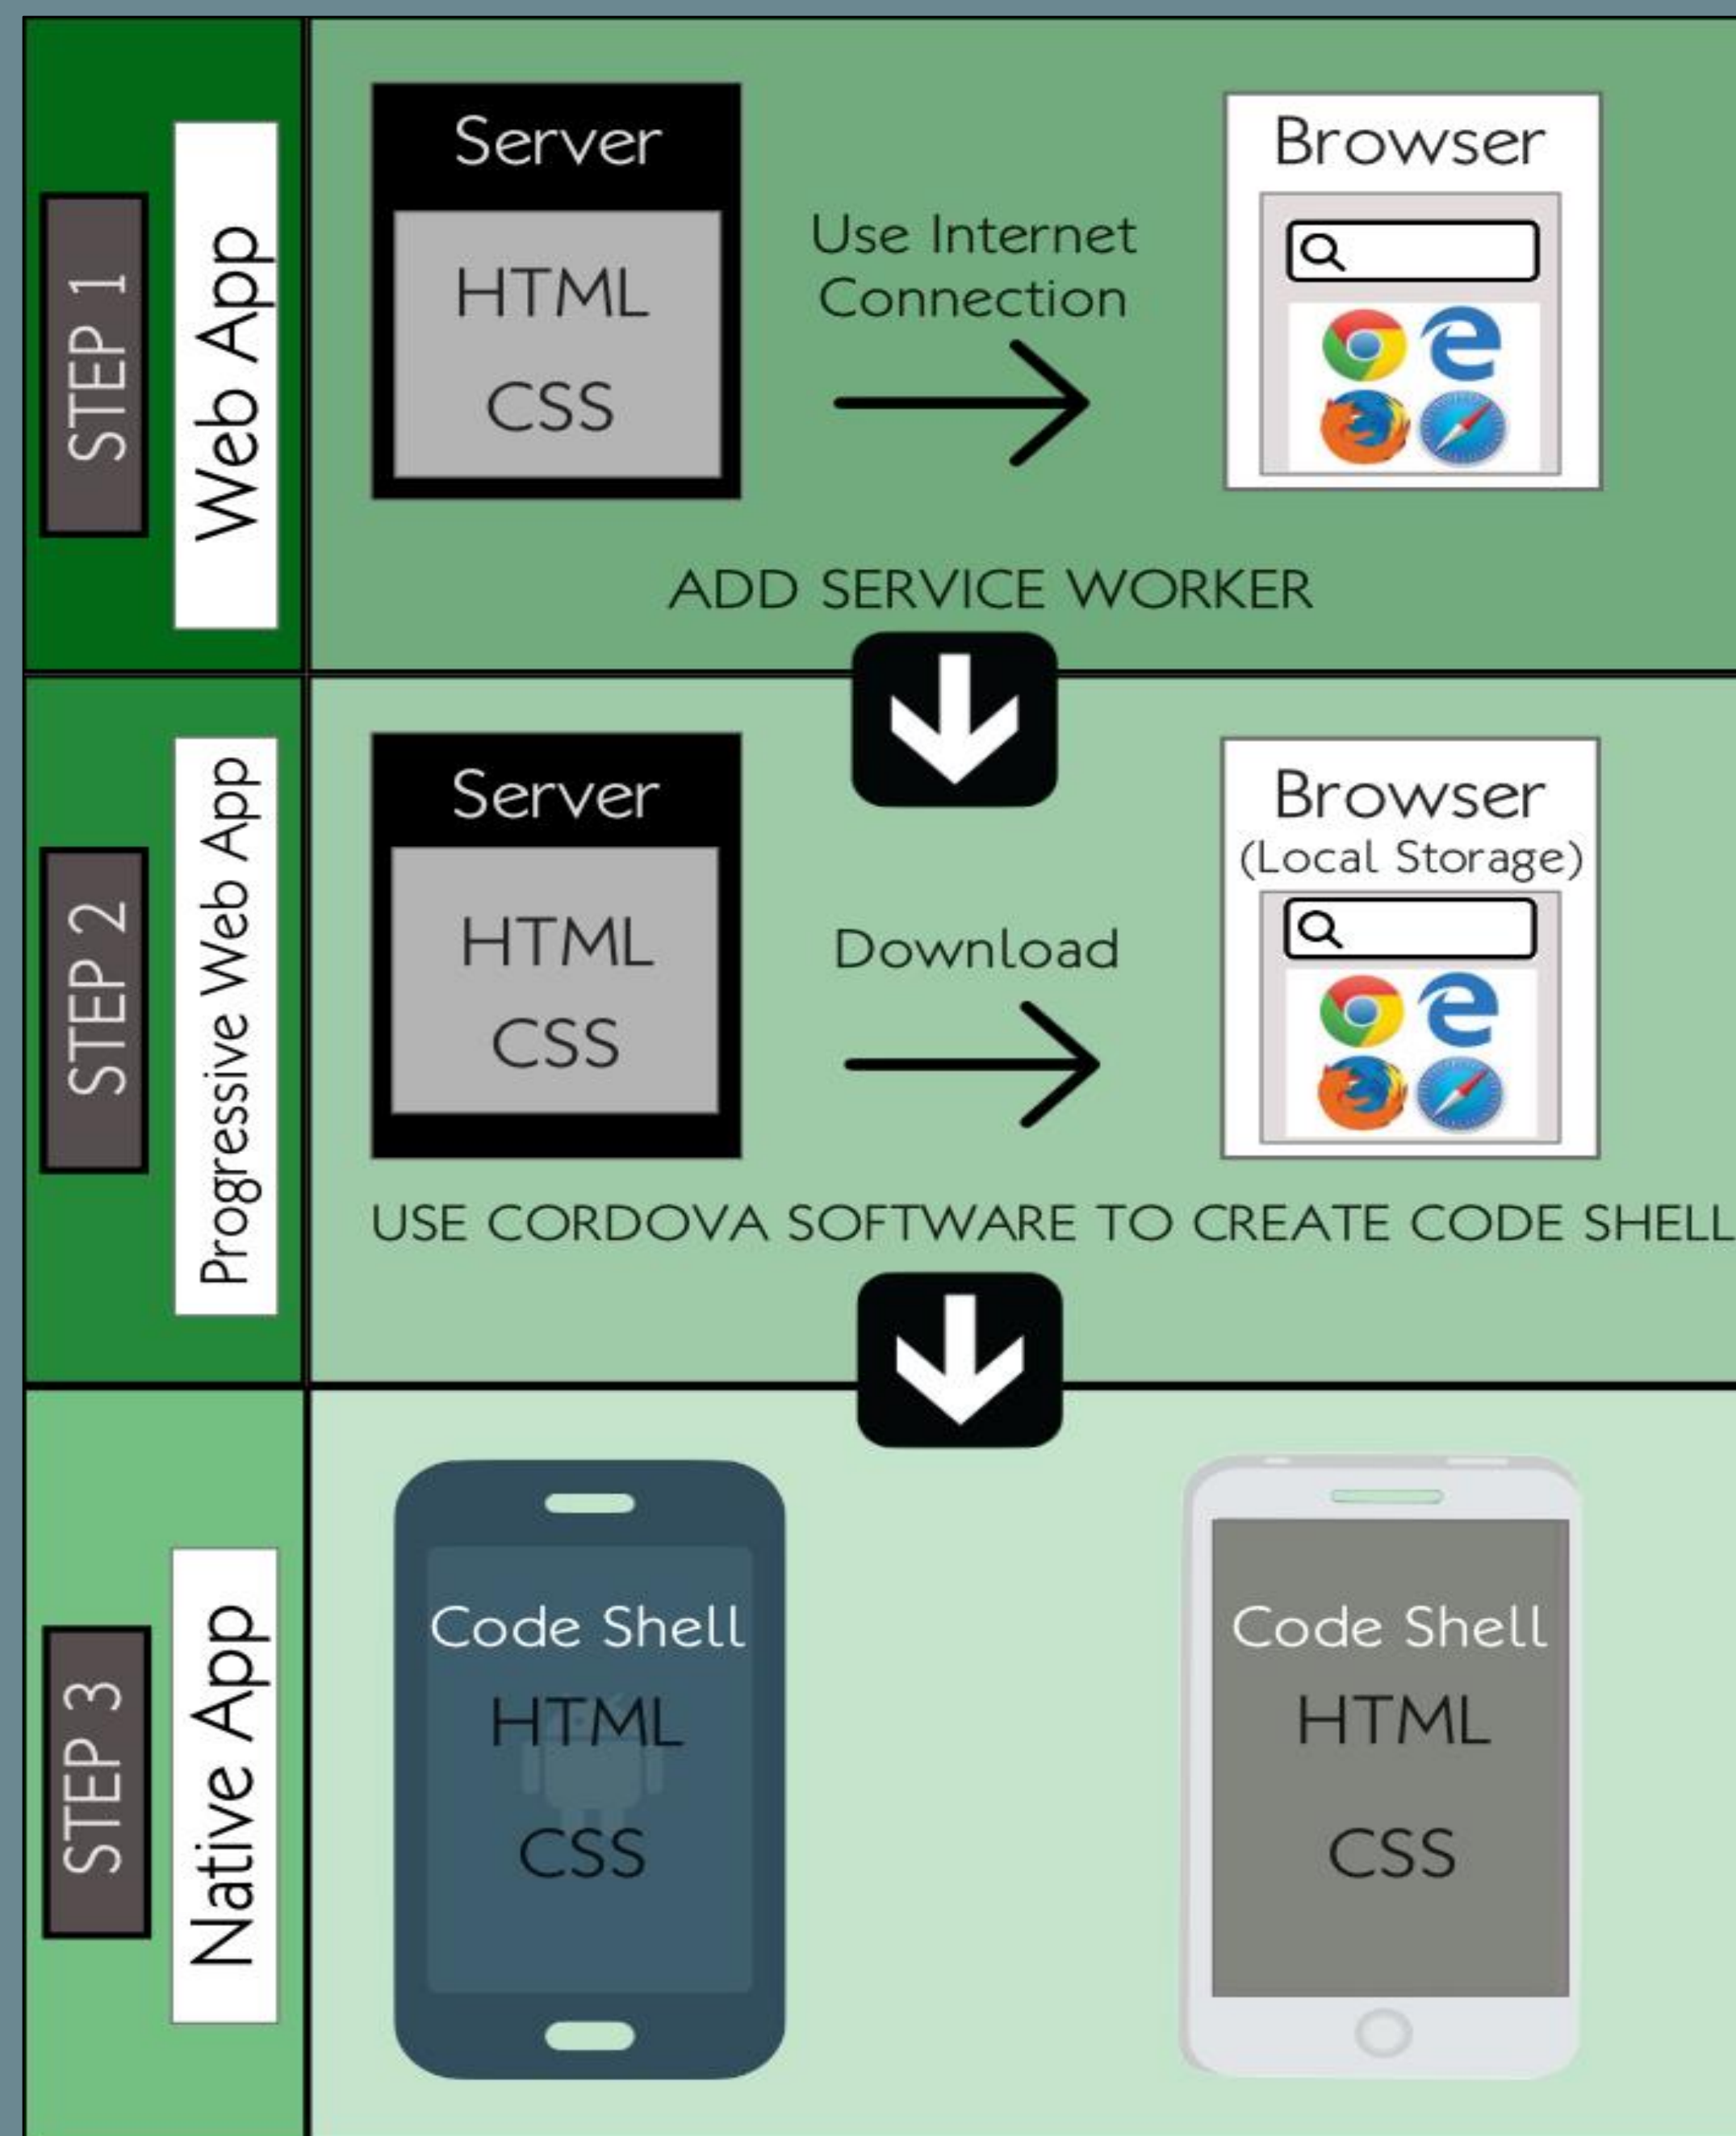 STEP 1
Web App
Server
HTML
CSS
Use Internet
Connection
Browser
ADD SERVICE WORKER
STEP 2
Progressive Web App
Server
HTML
CSS
Download
Browser
(Local Storage)
USE CORDOVA SOFTWARE TO CREATE CODE SHELL
STEP 3
Native App
Code Shell
HTML
CSS
Code Shell
HTML
CSS